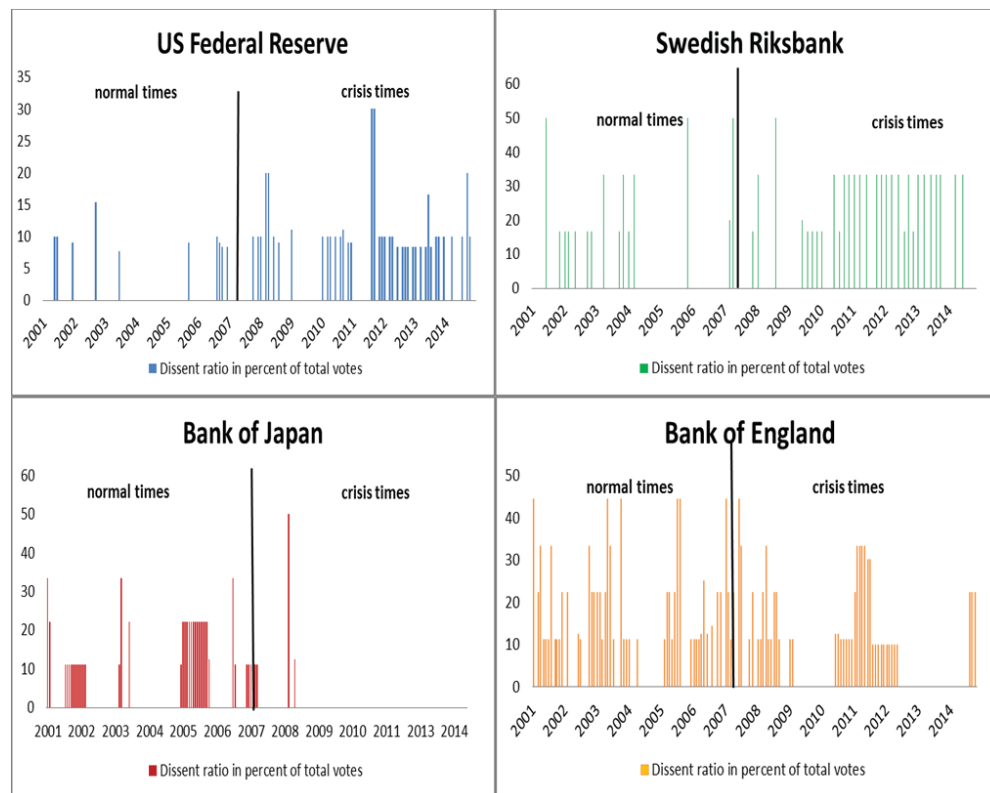 US Federal Reserve
35
30
25
20
15
10
5
0
normal times
crisis times
2001 2002 2003 2004 2005 2006 2007 2008 2009 2010 2011 2012 2013 2014
Dissent ratio in percent of total votes
Swedish Riksbank
60
50
40
30
20
10
0
normal times
crisis times
2001 2002 2003 2004 2005 2006 2007 2008 2009 2010 2011 2012 2013 2014
Dissent ratio in percent of total votes
Bank of Japan
60
50
40
30
20
10
0
normal times
crisis times
2001 2002 2003 2004 2005 2006 2007 2008 2009 2010 2011 2012 2013 2014
Dissent ratio in percent of total votes
Bank of England
50
40
30
20
10
0
normal times
crisis times
2001 2002 2003 2004 2005 2006 2007 2008 2009 2010 2011 2012 2013 2014
Dissent ratio in percent of total votes